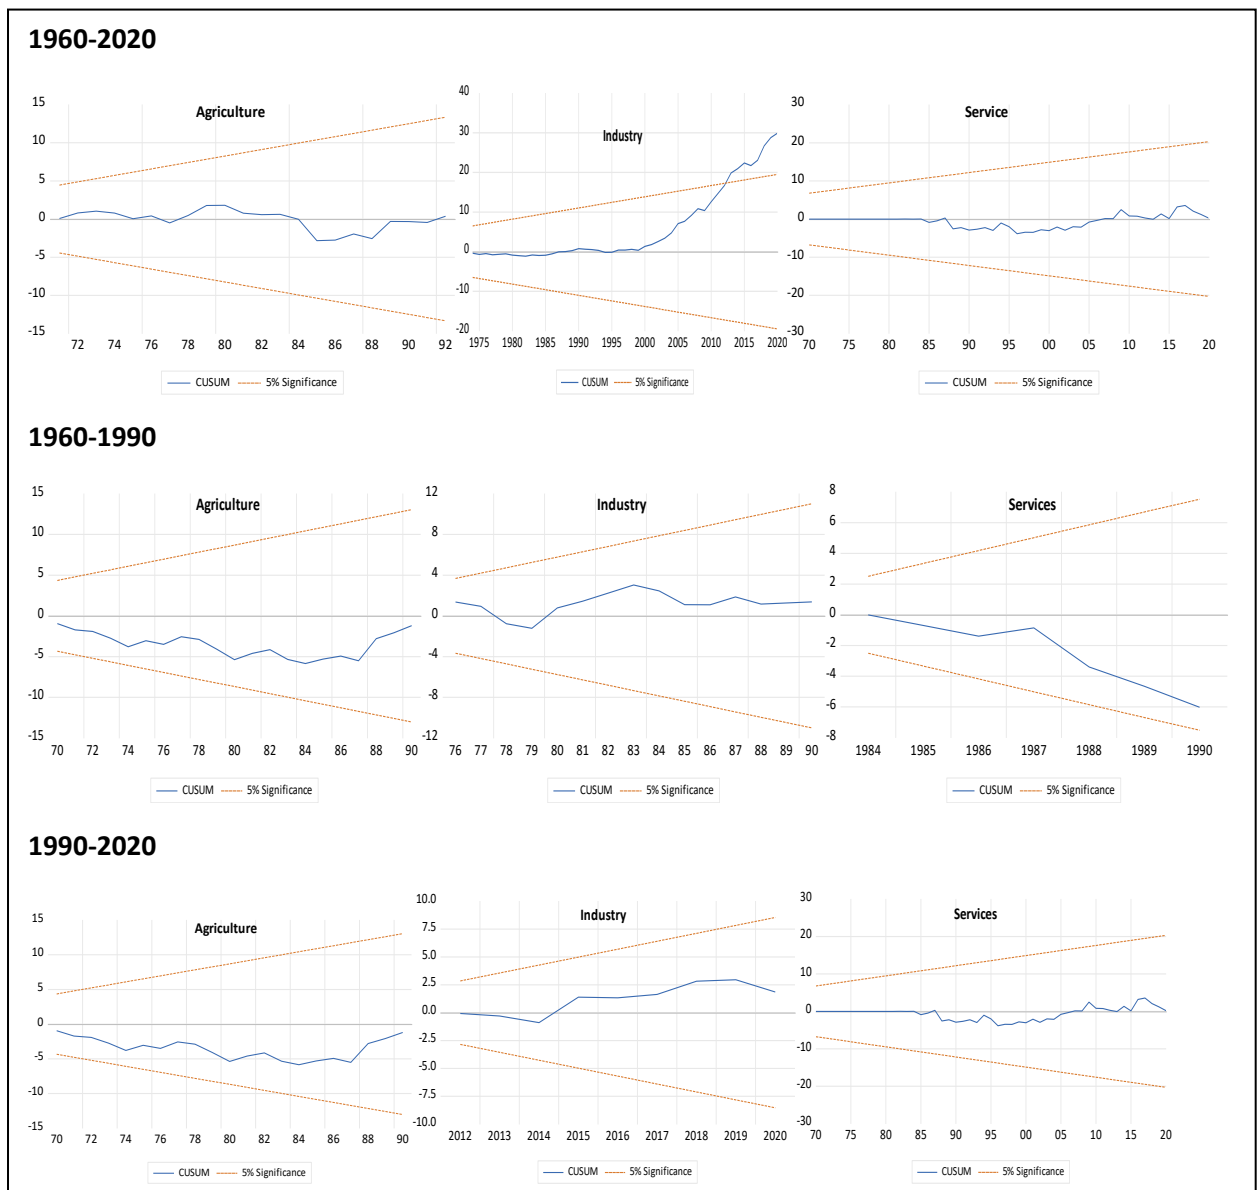 1960-2020
Agriculture
15
10
5
0
-5
-10
-15
72 74 76 78 80 82 84 86 88 90 92
CUSUM 5% Significance
Industry
40
30
20
10
0
-10
-20
1975 1980 1985 1990 1995 2000 2005 2010 2015 2020
CUSUM 5% Significance
Service
30
20
10
0
-10
-20
-30
70 75 80 85 90 95 00 05 10 15 20
CUSUM 5% Significance
1960-1990
Agriculture
15
10
5
0
-5
-10
-15
70 72 74 76 78 80 82 84 86 88 90
CUSUM 5% Significance
Industry
12
8
4
0
-4
-8
-12
76 77 78 79 80 81 82 83 84 85 86 87 88 89 90
CUSUM 5% Significance
Services
8
6
4
2
0
-2
-4
-6
-8
1984 1985 1986 1987 1988 1989 1990
CUSUM 5% Significance
1990-2020
Agriculture
15
10
5
0
-5
-10
-15
70 72 74 76 78 80 82 84 86 88 90
CUSUM 5% Significance
Industry
10.0
7.5
5.0
2.5
0.0
-2.5
-5.0
-7.5
-10.0
2012 2013 2014 2015 2016 2017 2018 2019 2020
CUSUM 5% Significance
Services
30
20
10
0
-10
-20
-30
70 75 80 85 90 95 00 05 10 15 20
CUSUM 5% Significance